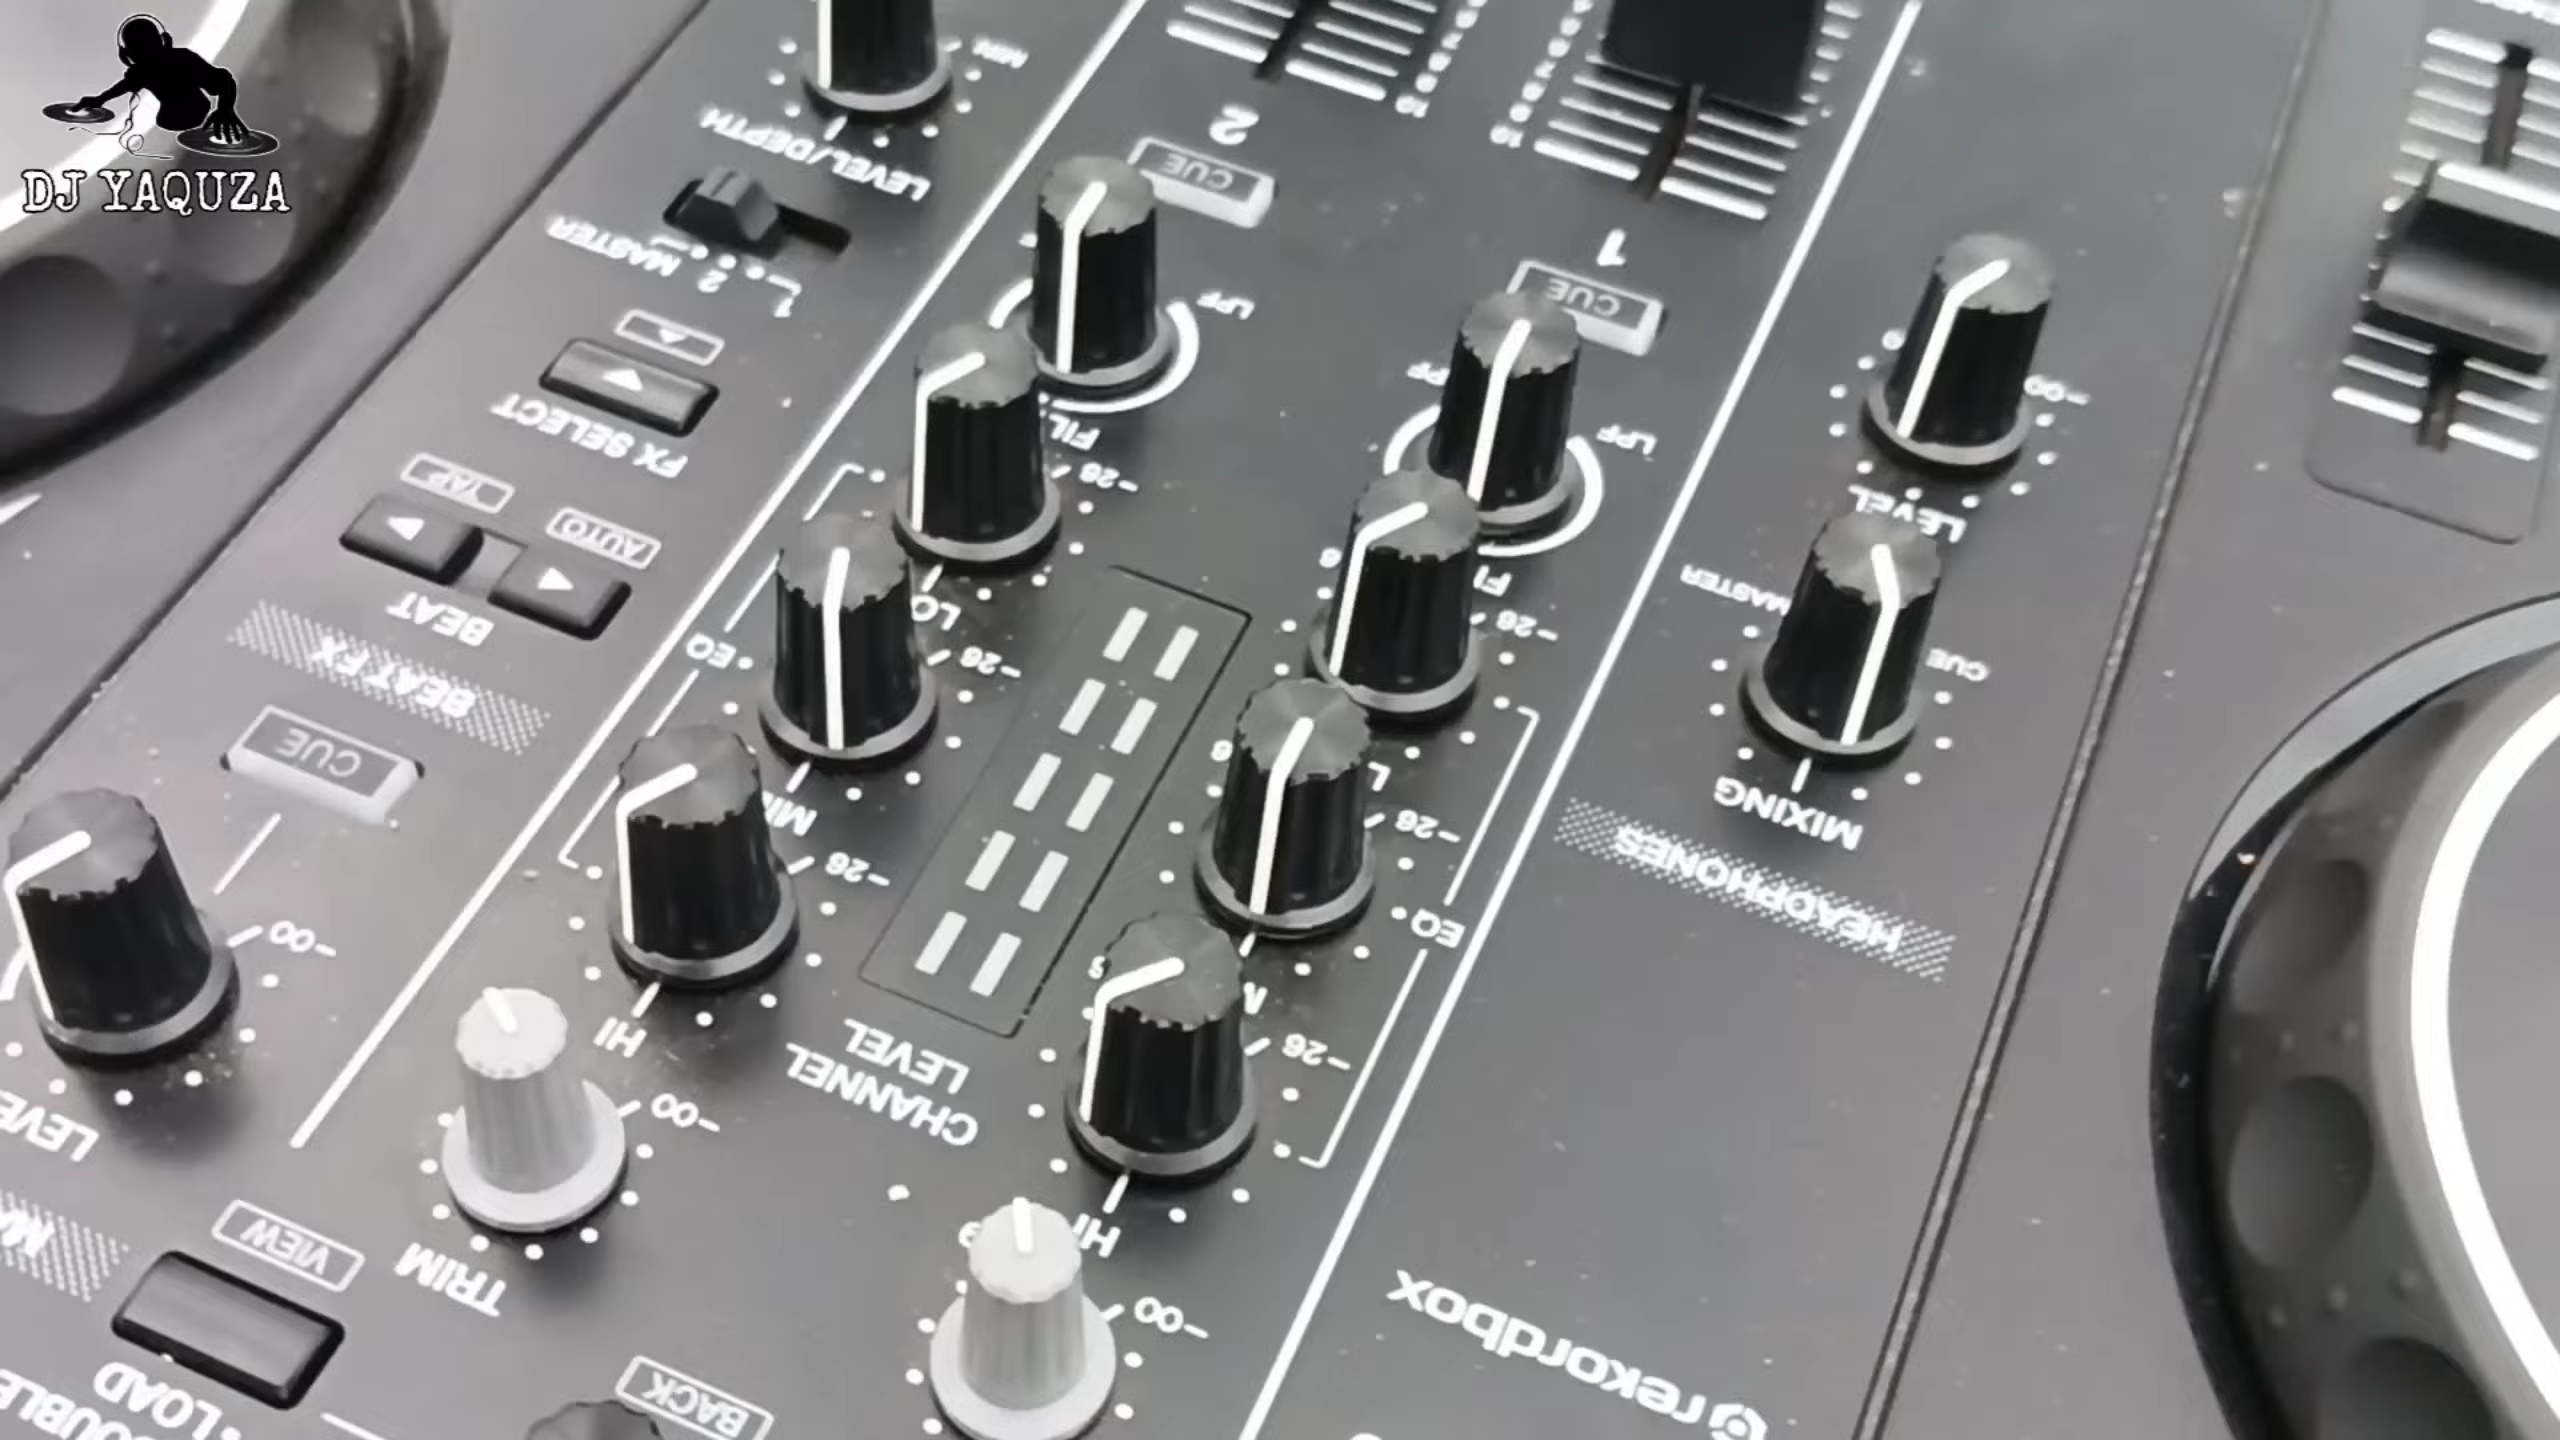 DJ YAQUZA
MIN
LEVEL/DEPTH
2
CUE
1
CUE
MASTER
2
1
LPF
LPF
-∞
FX SELECT
-26
LEVEL
TAP
AUTO
BEAT
-26
-26
MASTER
CUE
EQ
BEAT FX
MIXING
CUE
-26
-26
HEADPHONES
EQ
-∞
HI
-26
CHANNEL
LEVEL
-∞
HI
VIEW
TRIM
-∞
rekordbox
LOAD
BACK